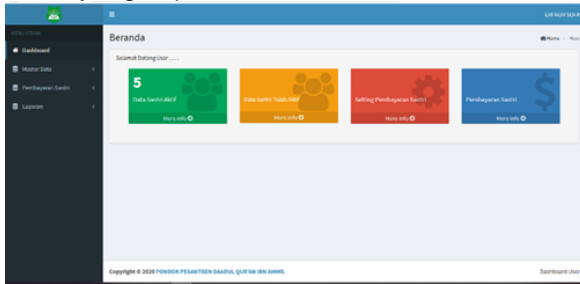 Beranda
Home
Selamat Datang User.....
Dashboard
Master Data
Pembayaran Santri
Laporan
5
Data Santri Aktif
More info
Data Santri Tidak Aktif
More info
Setting Pembayaran Santri
More info
Pembayaran Santri
More info
Copyright © 2020 PONDOK PESANTREN DAARUL QUR'AN IBN AMMIL
Dashboard User